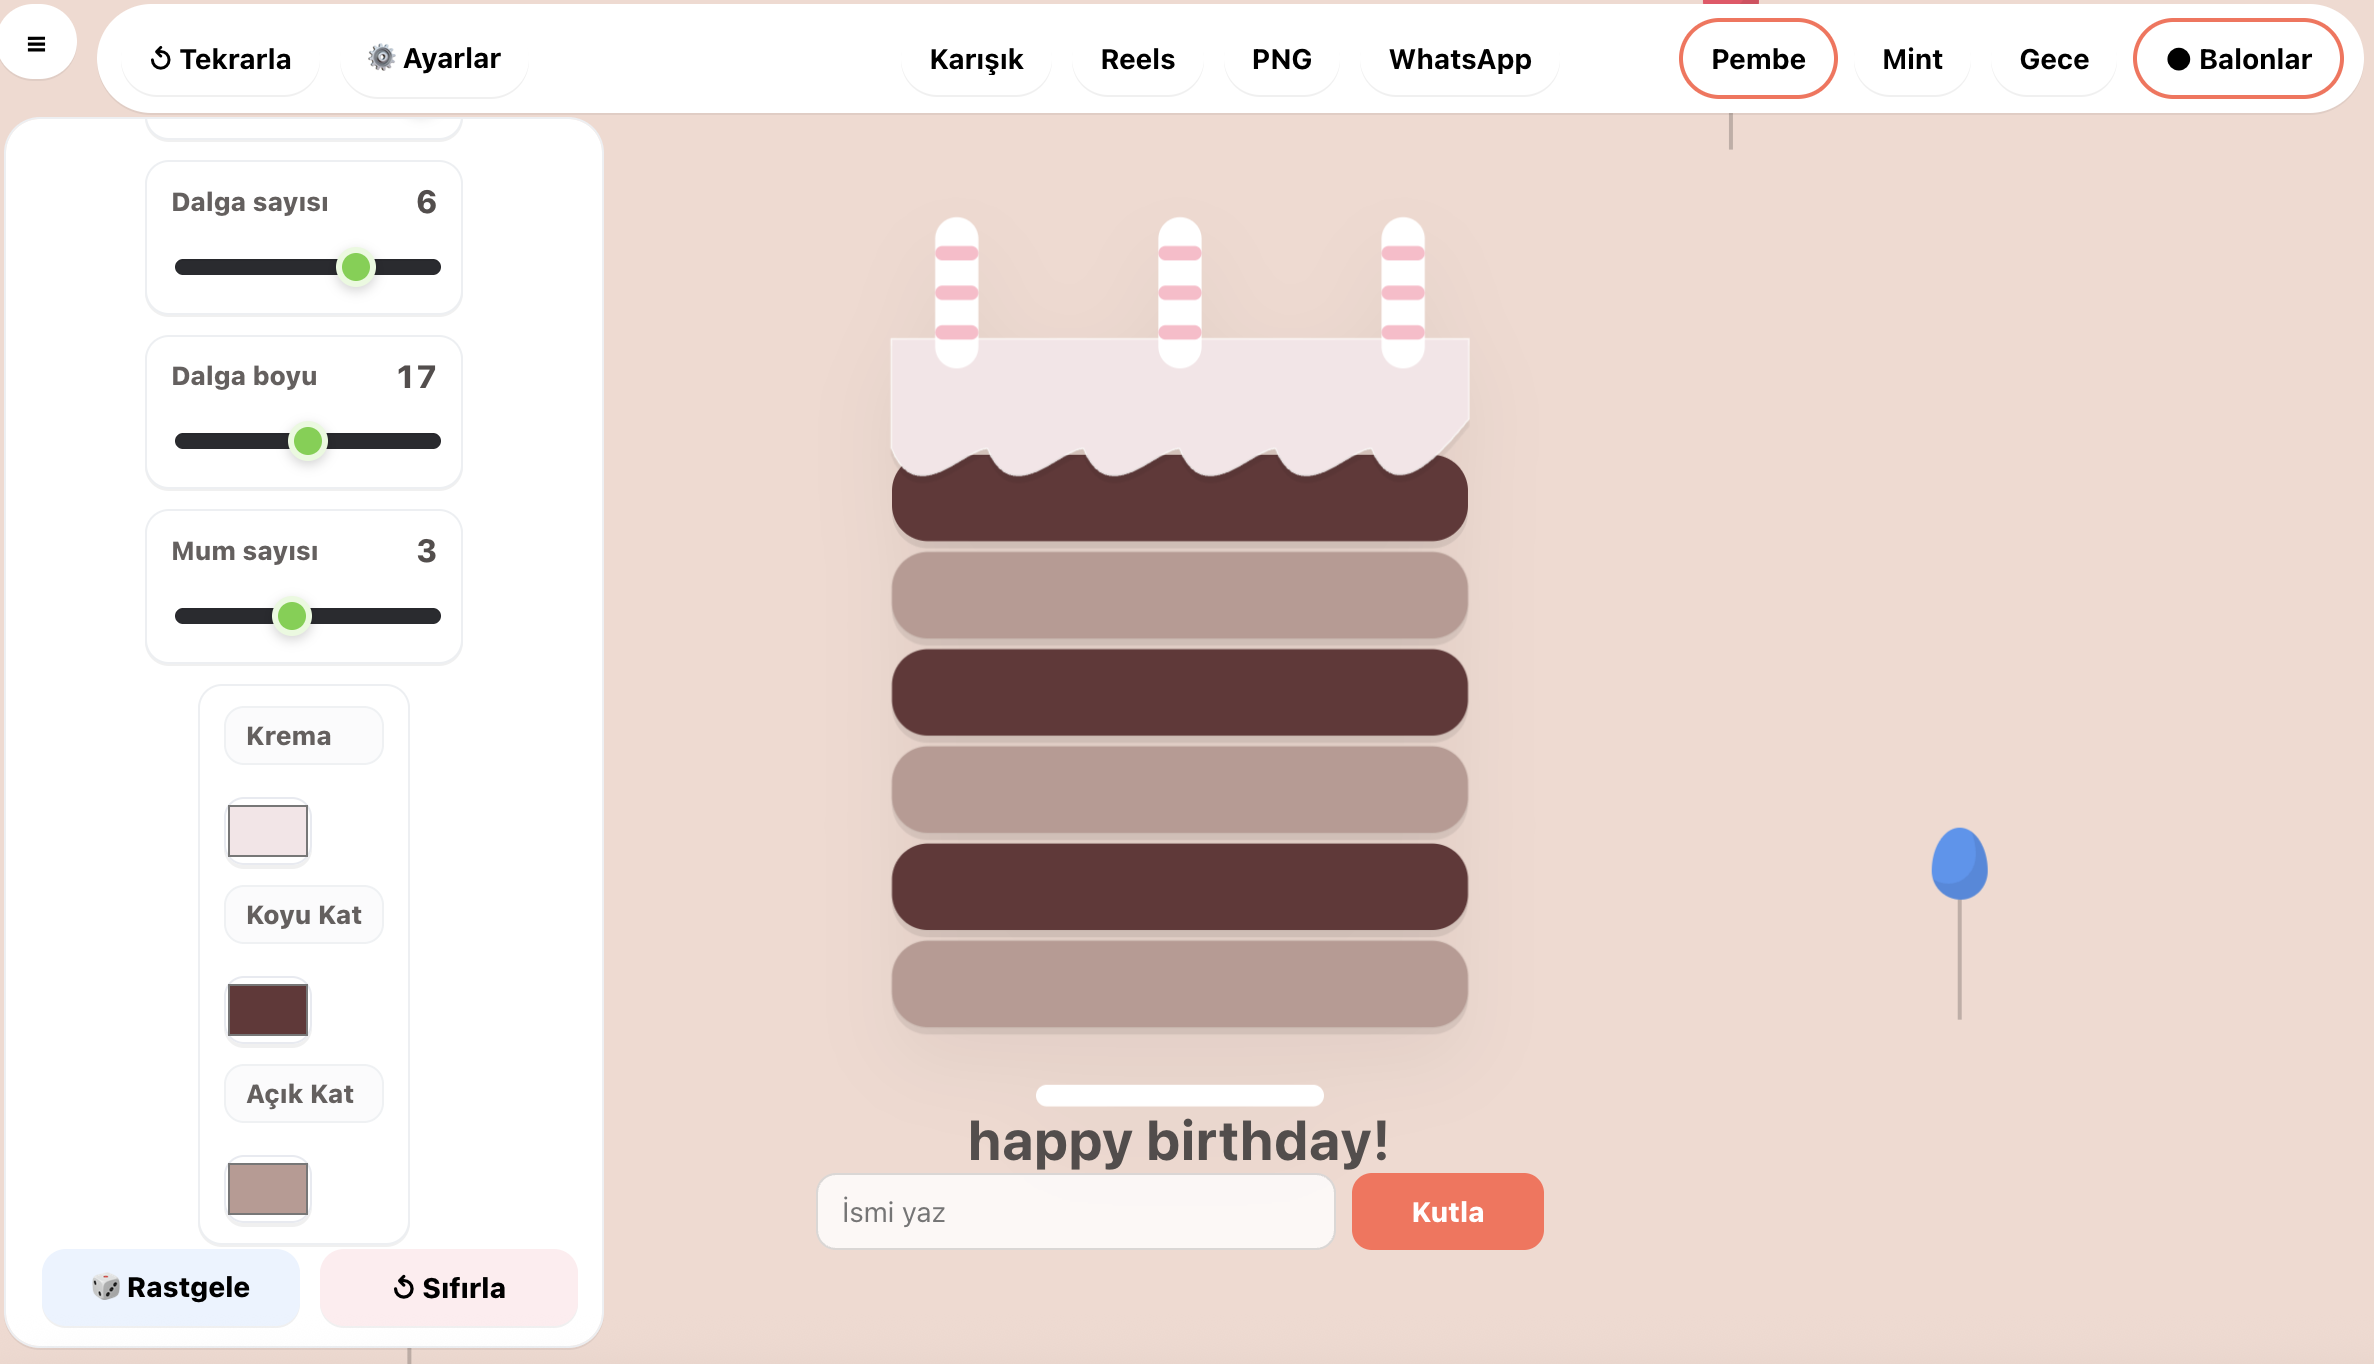 Tekrarla
Ayarlar
Karışık
Reels
PNG
WhatsApp
Pembe
Mint
Gece
Balonlar
Dalga sayısı 6
Dalga boyu 17
Mum sayısı 3
Krema
Koyu Kat
Açık Kat
Rastgele
Sıfırla
happy birthday!
İsmi yaz
Kutla